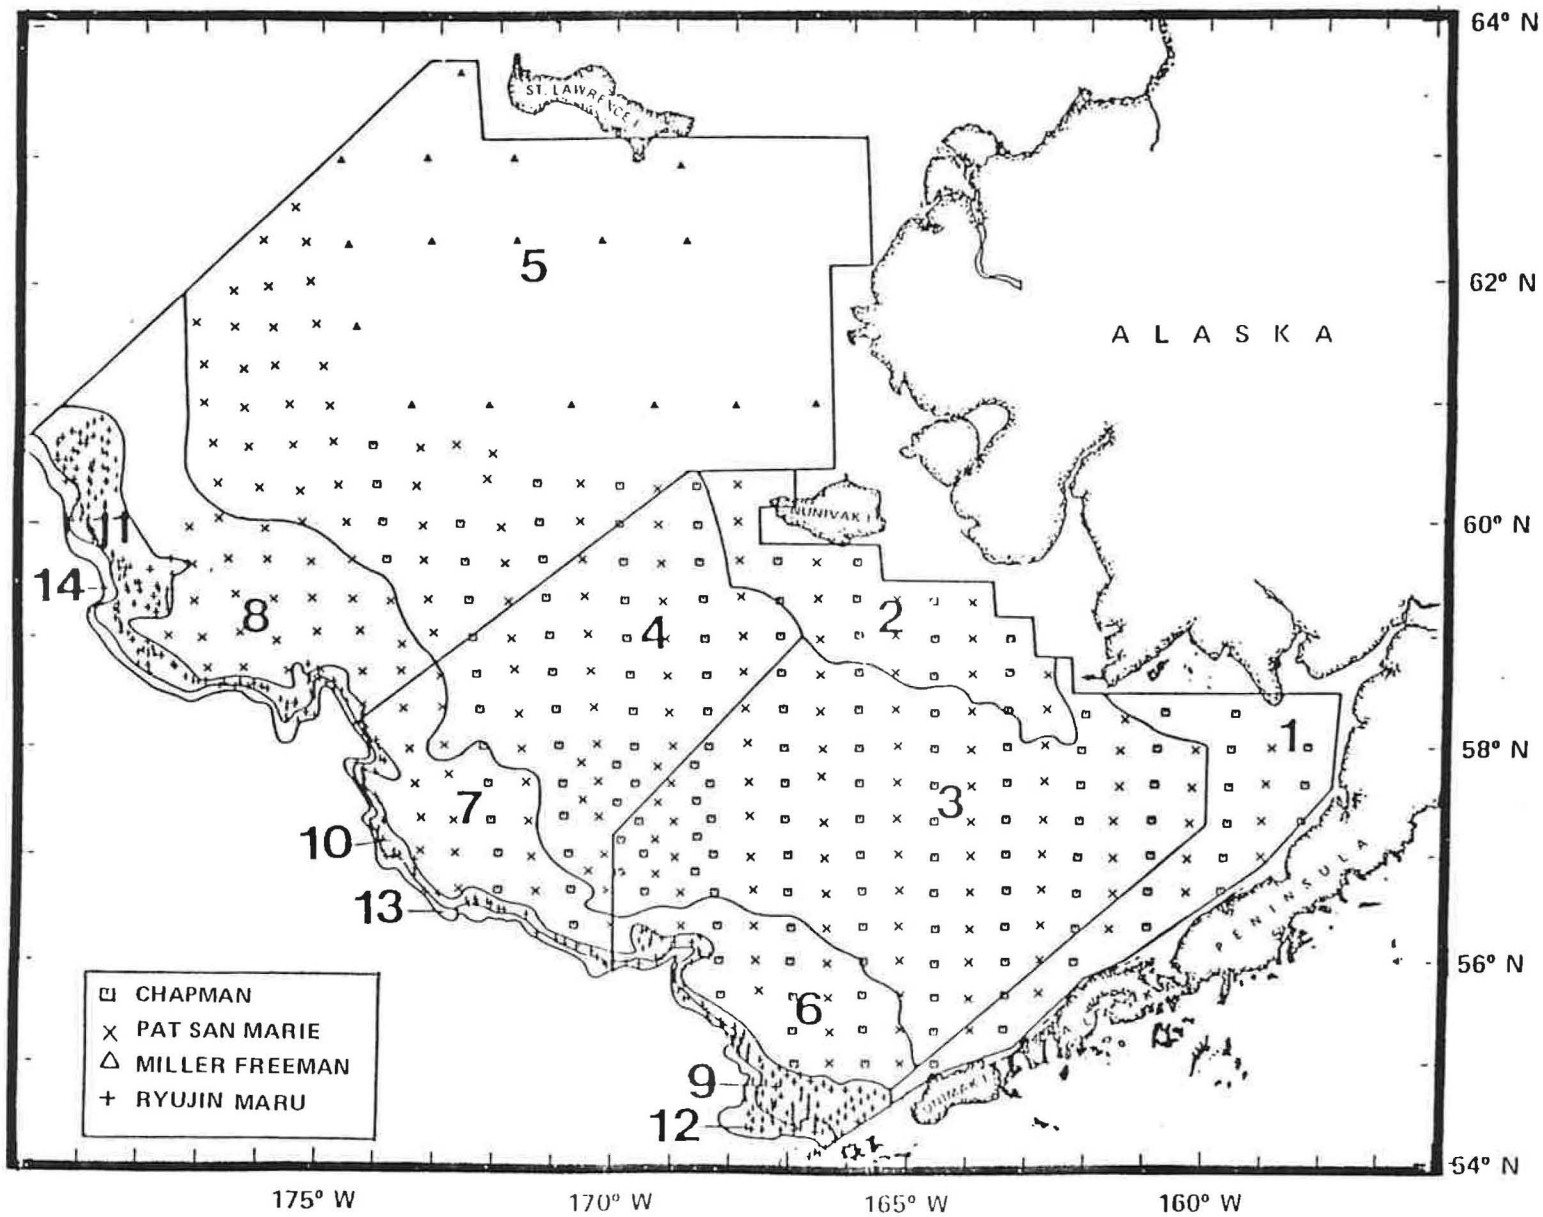 64° N
ST. LAWRENCE I.
5
62° N
ALASKA
60° N
NUNIVAK I.
11
14
8
4
2
1
58° N
7
3
10
13
PENINSULA
56° N
6
9
12
54° N
CHAPMAN
PAT SAN MARIE
MILLER FREEMAN
RYUJIN MARU
175° W
170° W
165° W
160° W